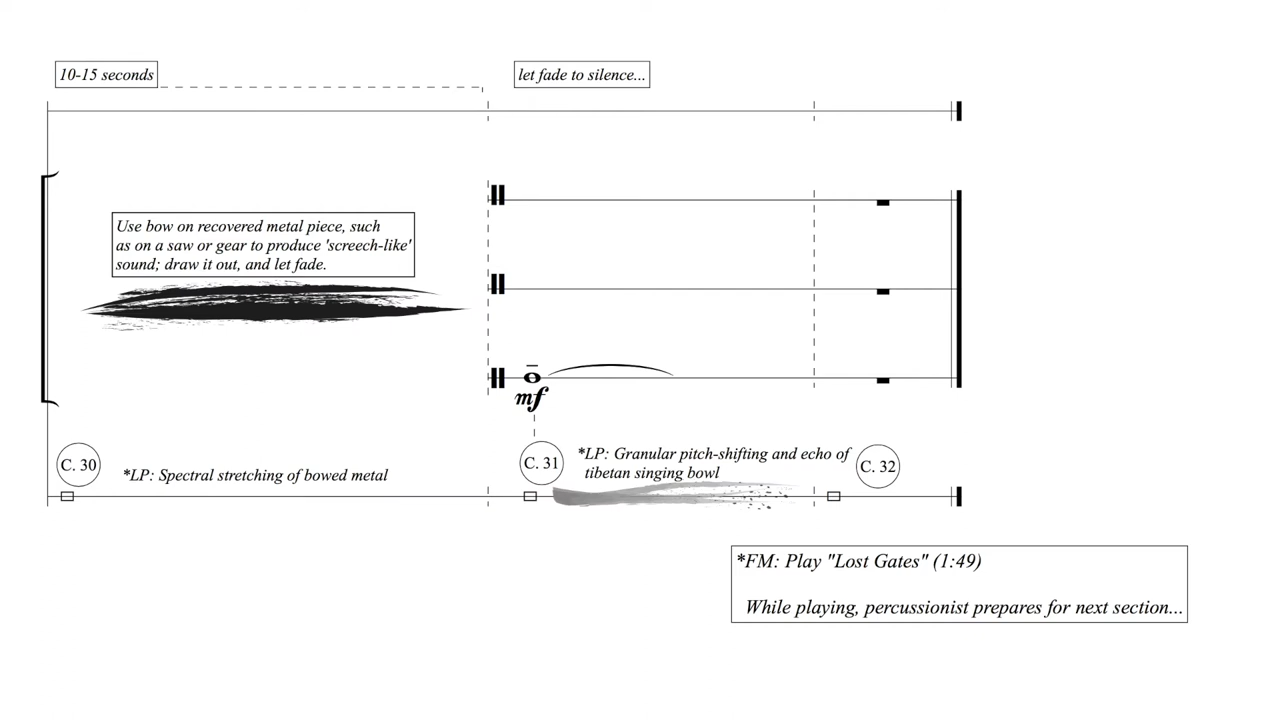 10-15 seconds
let fade to silence...
Use bow on recovered metal piece, such
as on a saw or gear to produce 'screech-like'
sound; draw it out, and let fade.
mf
C. 30
*LP: Spectral stretching of bowed metal
C. 31
*LP: Granular pitch-shifting and echo of
tibetan singing bowl
C. 32
*FM: Play "Lost Gates" (1:49)
While playing, percussionist prepares for next section...